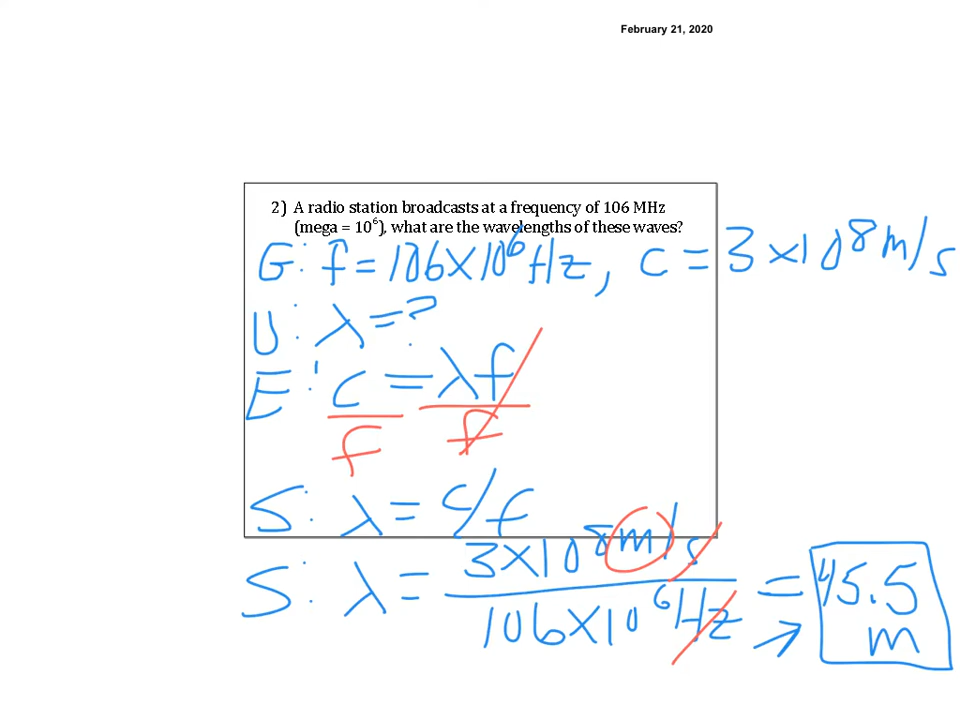 February 21, 2020
2) A radio station broadcasts at a frequency of 106 MHz
(mega = 10⁶), what are the wavelengths of these waves?
G: f = 106×10⁶ Hz, c = 3×10⁸ m/s
U: λ = ?
E: c = λf
f f
S: λ = c/f
S: λ = 3×10⁸ m/s = 45.5
106×10⁶ Hz → m